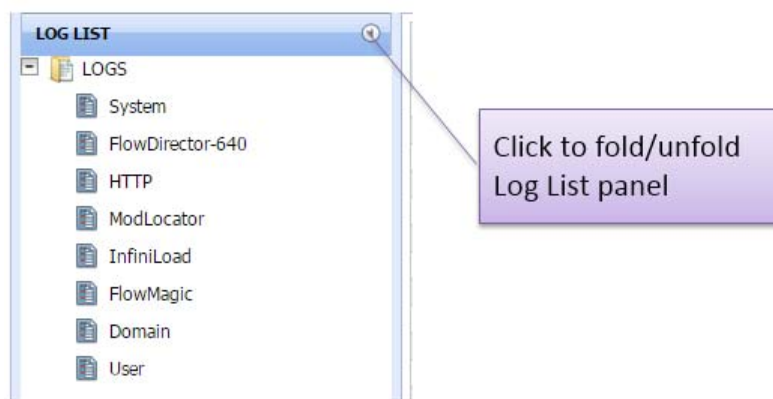 LOG LIST
LOGS
System
FlowDirector-640
HTTP
ModLocator
InfiniLoad
FlowMagic
Domain
User
Click to fold/unfold
Log List panel